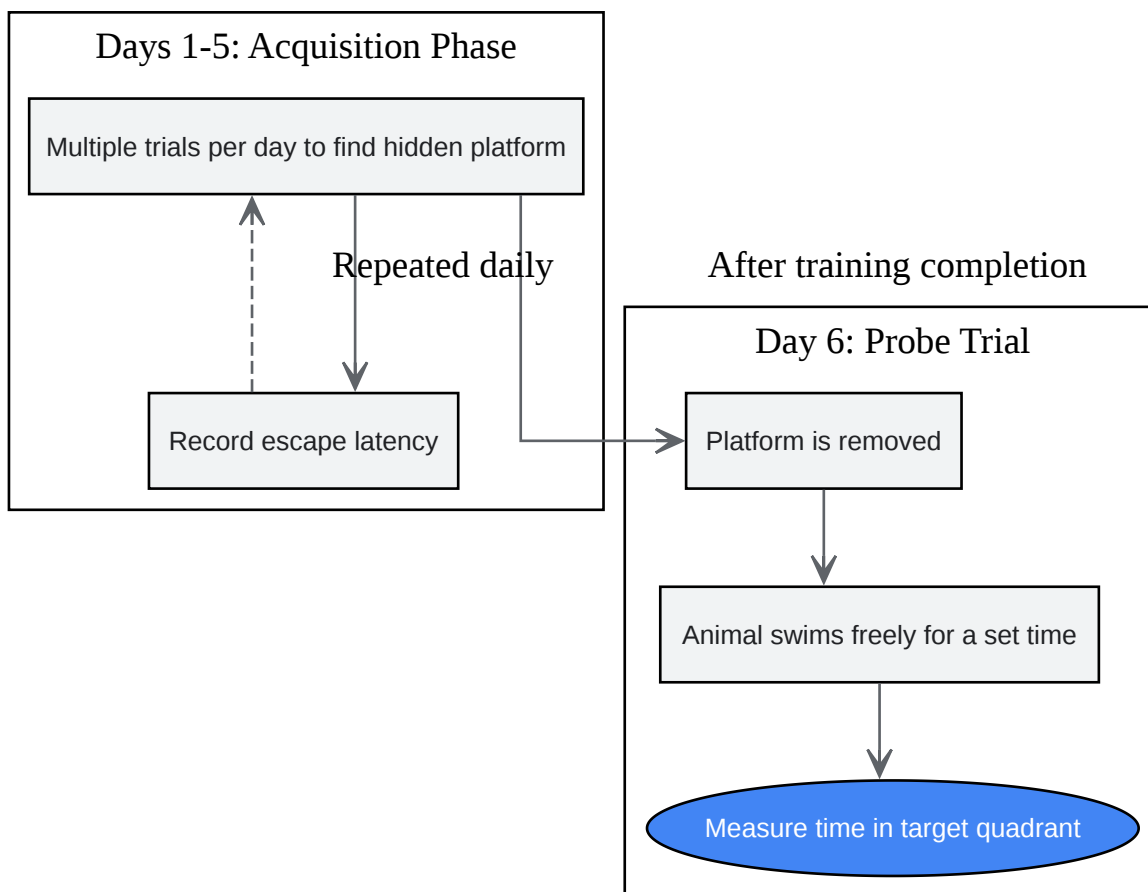 Days 1-5: Acquisition Phase
Multiple trials per day to find hidden platform
Repeated daily
Record escape latency
After training completion
Day 6: Probe Trial
Platform is removed
Animal swims freely for a set time
Measure time in target quadrant